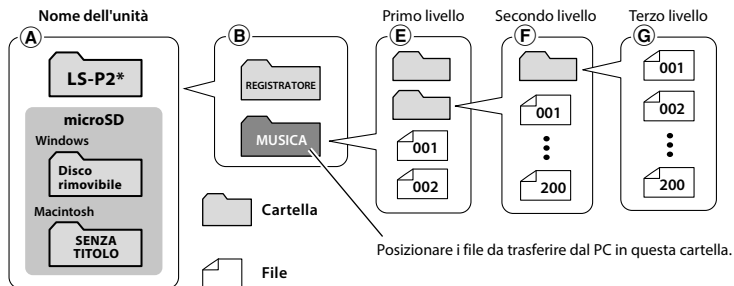 Nome dell'unità
Primo livello
Secondo livello
Terzo livello
A
B
E
F
G
LS-P2*
microSD
Windows
Disco
rimovibile
Macintosh
SENZA
TITOLO
REGISTRATORE
MUSICA
001
002
001
200
001
002
200
Cartella
File
Posizionare i file da trasferire dal PC in questa cartella.